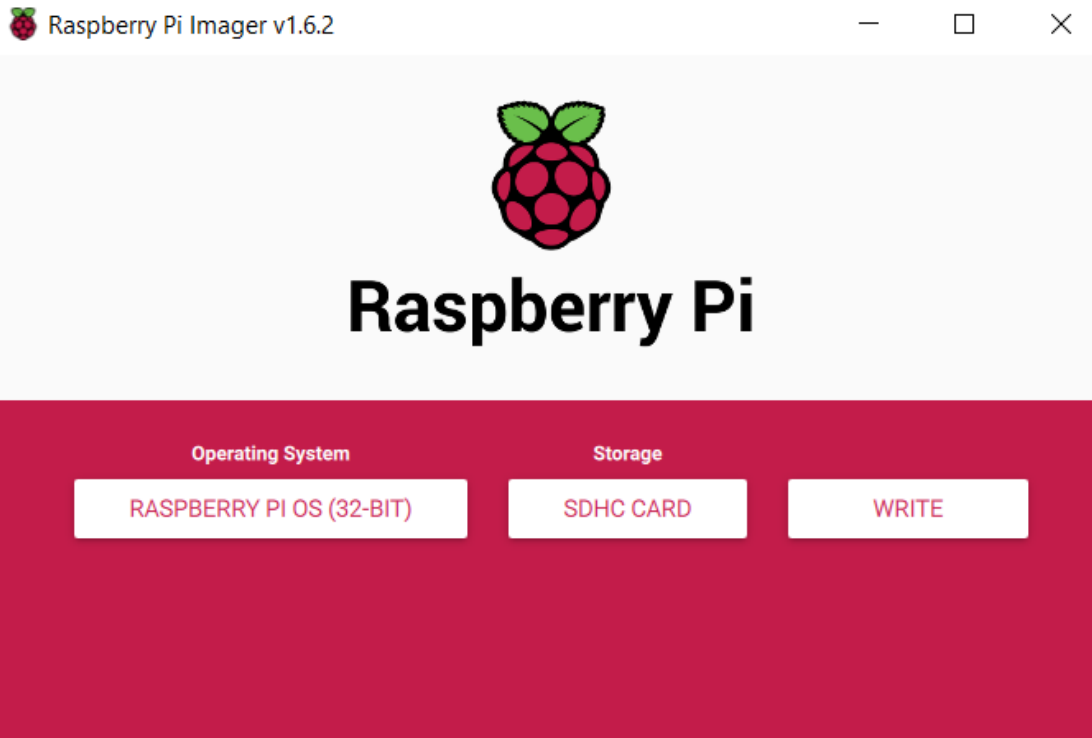 Raspberry Pi Imager v1.6.2
Raspberry Pi
Operating System
Storage
RASPBERRY PI OS (32-BIT)
SDHC CARD
WRITE